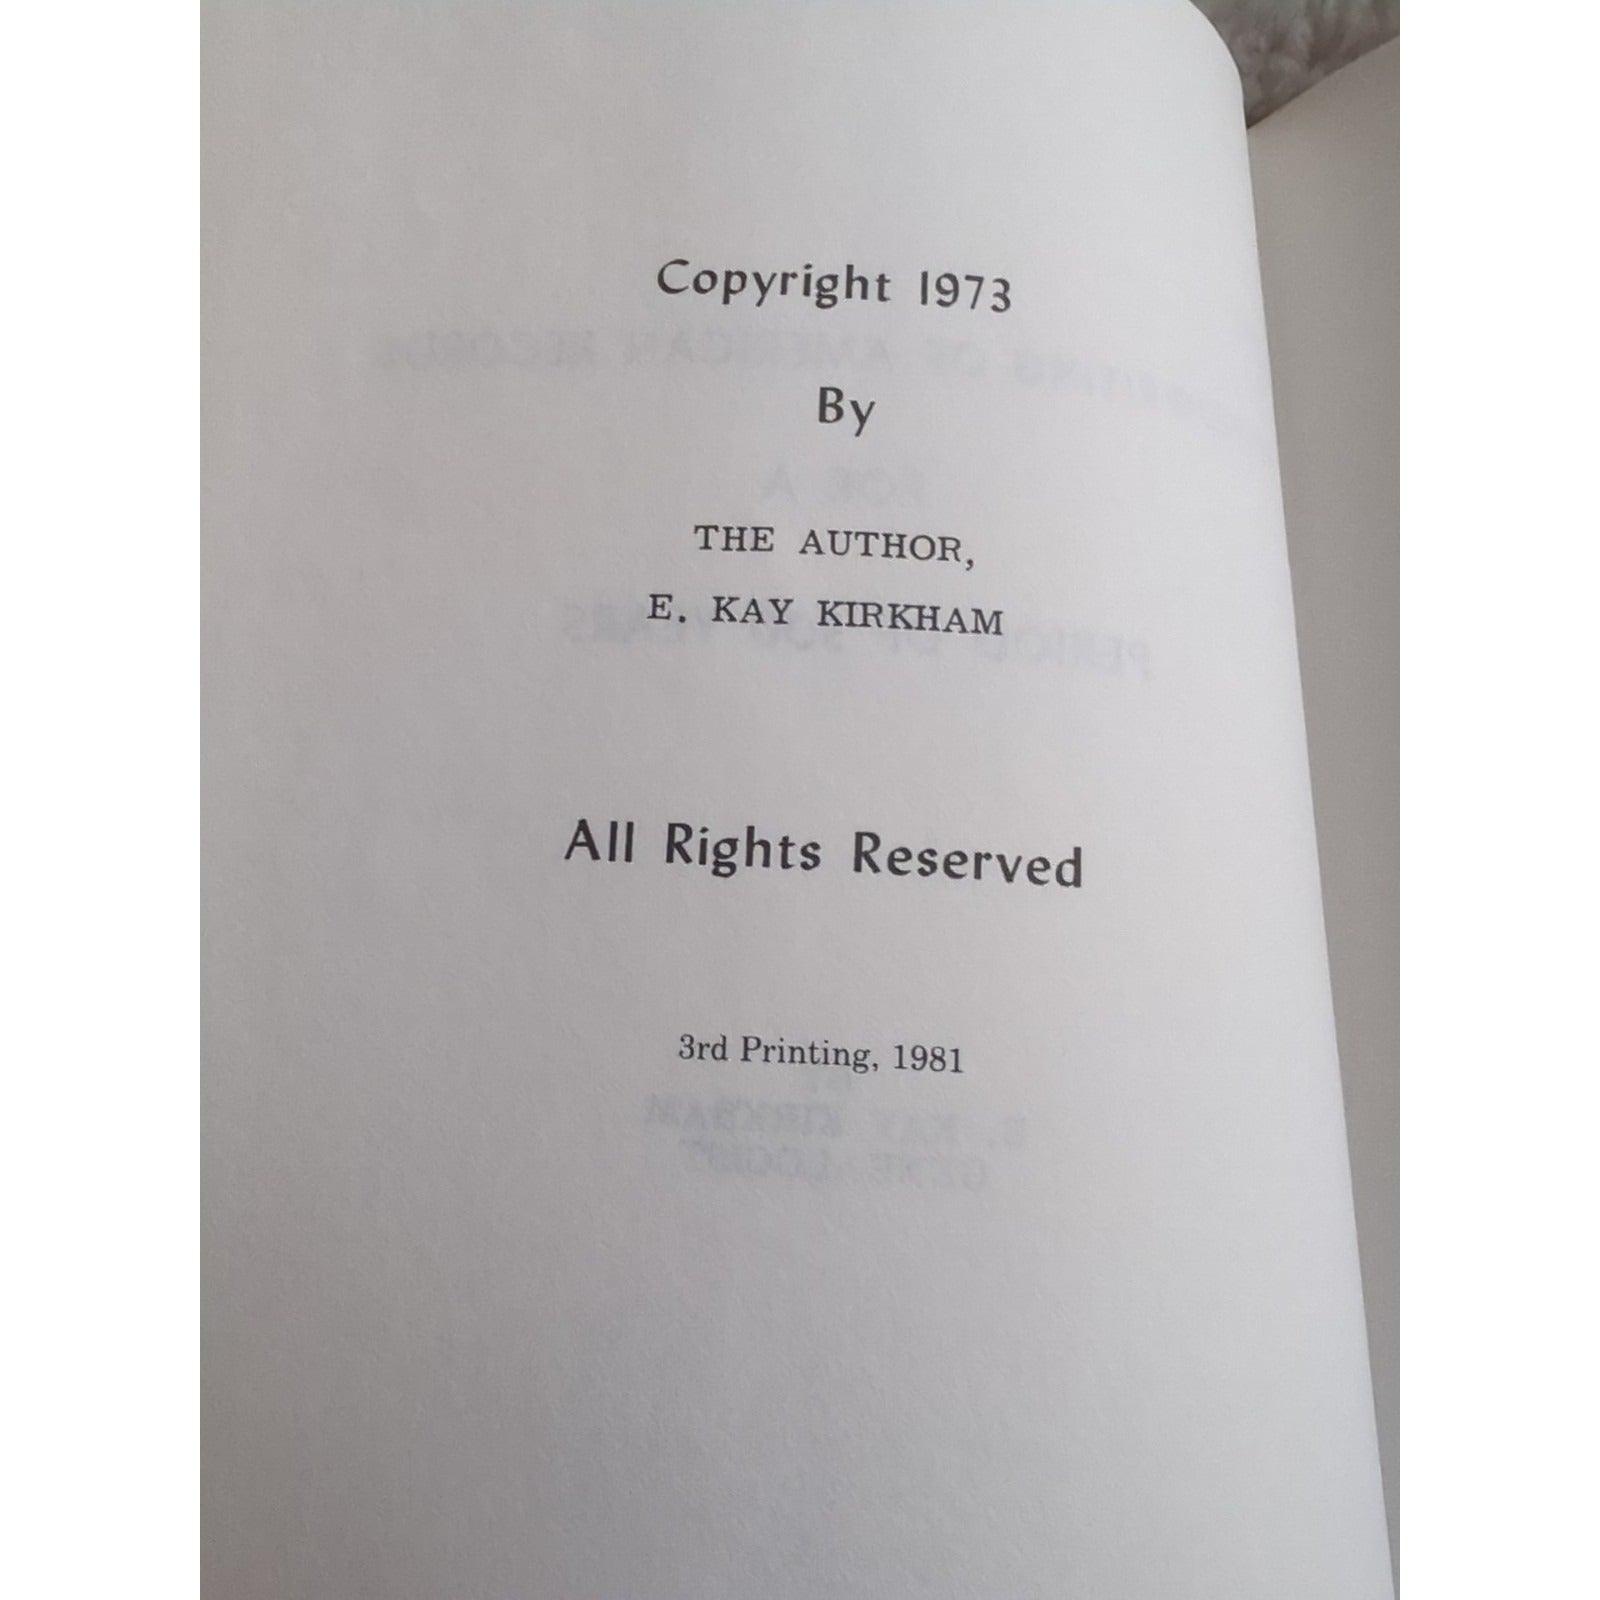 Copyright 1973
By
THE AUTHOR,
E. KAY KIRKHAM
All Rights Reserved
3rd Printing, 1981